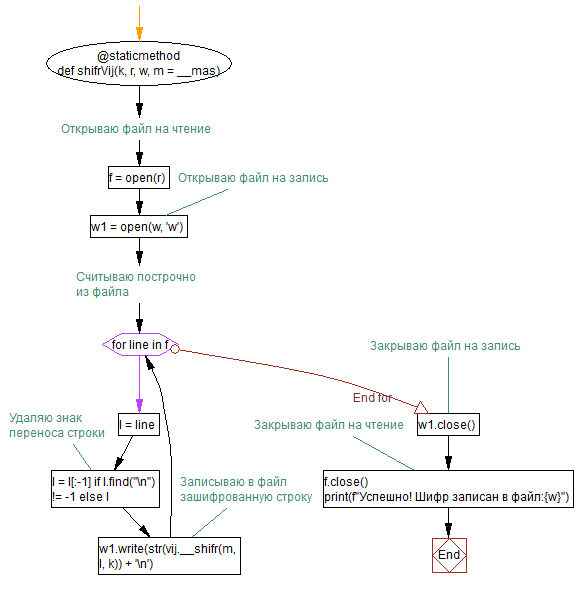 @staticmethod
def shifrVij(k, r, w, m = __mas)
Открываю файл на чтение
f = open(r)
Открываю файл на запись
w1 = open(w, 'w')
Считываю построчно
из файла
for line in f
Закрываю файл на запись
End for
Удаляю знак
переноса строки
l = line
Закрываю файл на чтение
w1.close()
l = l[:-1] if l.find("\n")
!= -1 else l
Записываю в файл
зашифрованную строку
f.close()
print(f"Успешно! Шифр записан в файл:{w}")
w1.write(str(vij.__shifr(m,
l, k)) + '\n')
End